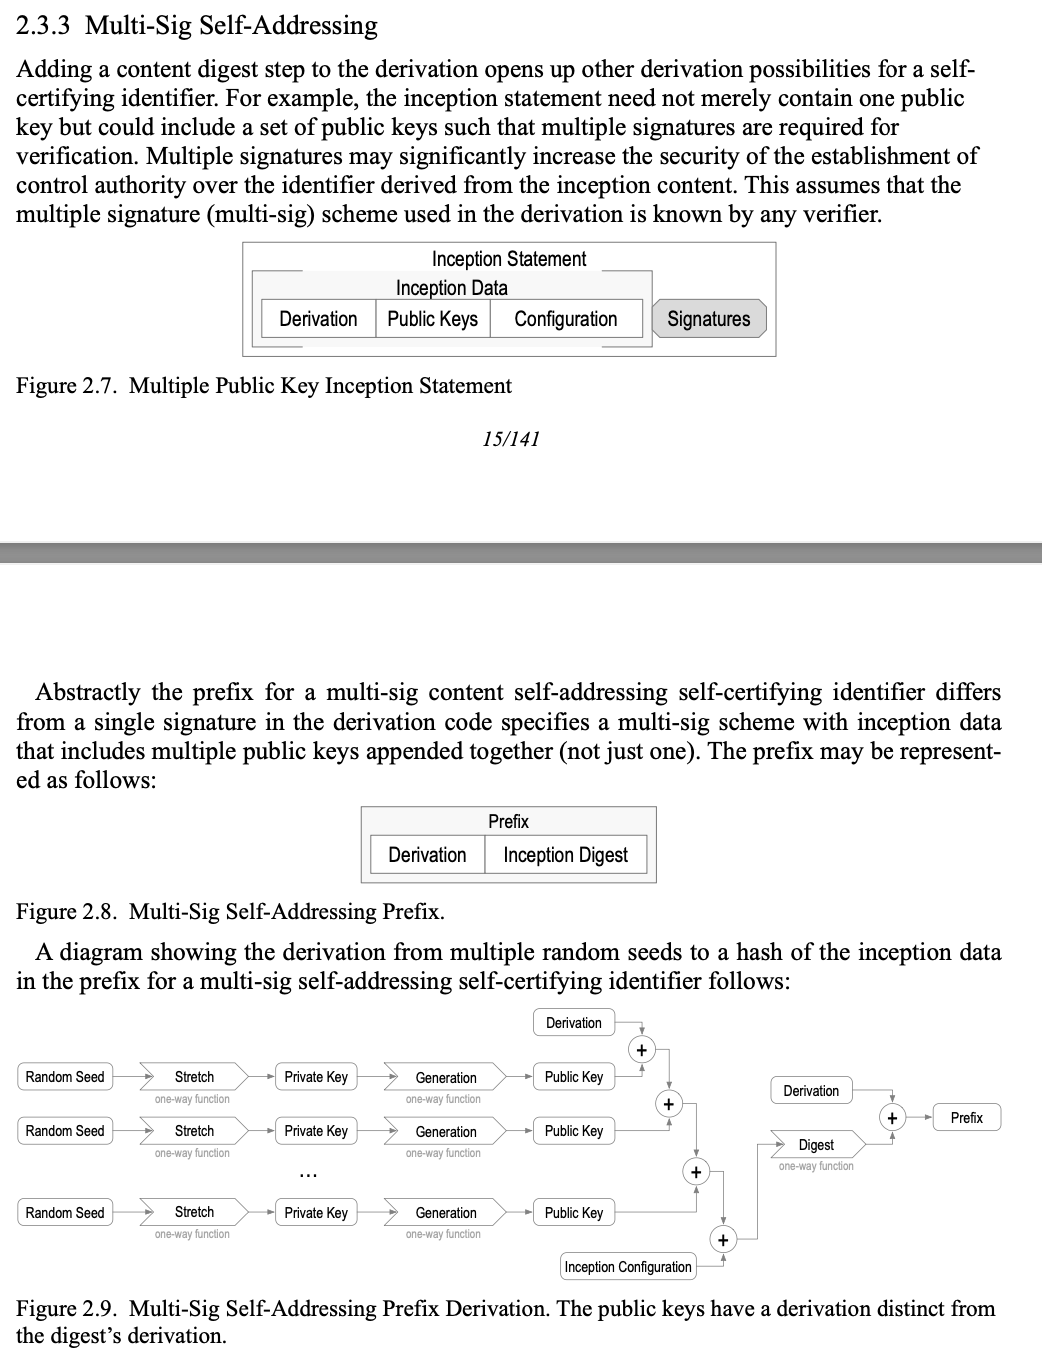 2.3.3 Multi-Sig Self-Addressing
Adding a content digest step to the derivation opens up other derivation possibilities for a self-
certifying identifier. For example, the inception statement need not merely contain one public
key but could include a set of public keys such that multiple signatures are required for
verification. Multiple signatures may significantly increase the security of the establishment of
control authority over the identifier derived from the inception content. This assumes that the
multiple signature (multi-sig) scheme used in the derivation is known by any verifier.
Inception Statement
Inception Data
Derivation Public Keys Configuration Signatures
Figure 2.7. Multiple Public Key Inception Statement
15/141
Abstractly the prefix for a multi-sig content self-addressing self-certifying identifier differs
from a single signature in the derivation code specifies a multi-sig scheme with inception data
that includes multiple public keys appended together (not just one). The prefix may be represent-
ed as follows:
Prefix
Derivation Inception Digest
Figure 2.8. Multi-Sig Self-Addressing Prefix.
A diagram showing the derivation from multiple random seeds to a hash of the inception data
in the prefix for a multi-sig self-addressing self-certifying identifier follows:
Derivation
+
Random Seed Stretch Private Key Generation Public Key
one-way function one-way function
+
Derivation
Random Seed Stretch Private Key Generation Public Key
+ Prefix
one-way function one-way function
Digest
one-way function
...
+
Random Seed Stretch Private Key Generation Public Key
one-way function one-way function
+
Inception Configuration
Figure 2.9. Multi-Sig Self-Addressing Prefix Derivation. The public keys have a derivation distinct from
the digest's derivation.